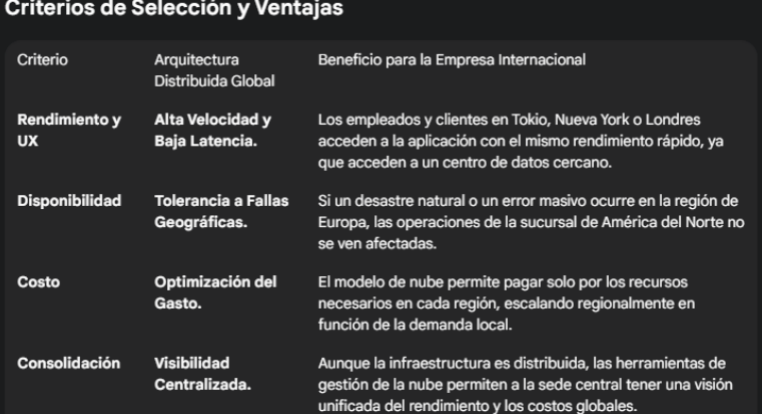 Criterios de Selección y Ventajas
Criterio
Arquitectura
Distribuida Global
Beneficio para la Empresa Internacional
Rendimiento y
UX
Alta Velocidad y
Baja Latencia.
Los empleados y clientes en Tokio, Nueva York o Londres
acceden a la aplicación con el mismo rendimiento rápido, ya
que acceden a un centro de datos cercano.
Disponibilidad
Tolerancia a Fallas
Geográficas.
Si un desastre natural o un error masivo ocurre en la región de
Europa, las operaciones de la sucursal de América del Norte no
se ven afectadas.
Costo
Optimización del
Gasto.
El modelo de nube permite pagar solo por los recursos
necesarios en cada región, escalando regionalmente en
función de la demanda local.
Consolidación
Visibilidad
Centralizada.
Aunque la infraestructura es distribuida, las herramientas de
gestión de la nube permiten a la sede central tener una visión
unificada del rendimiento y los costos globales.